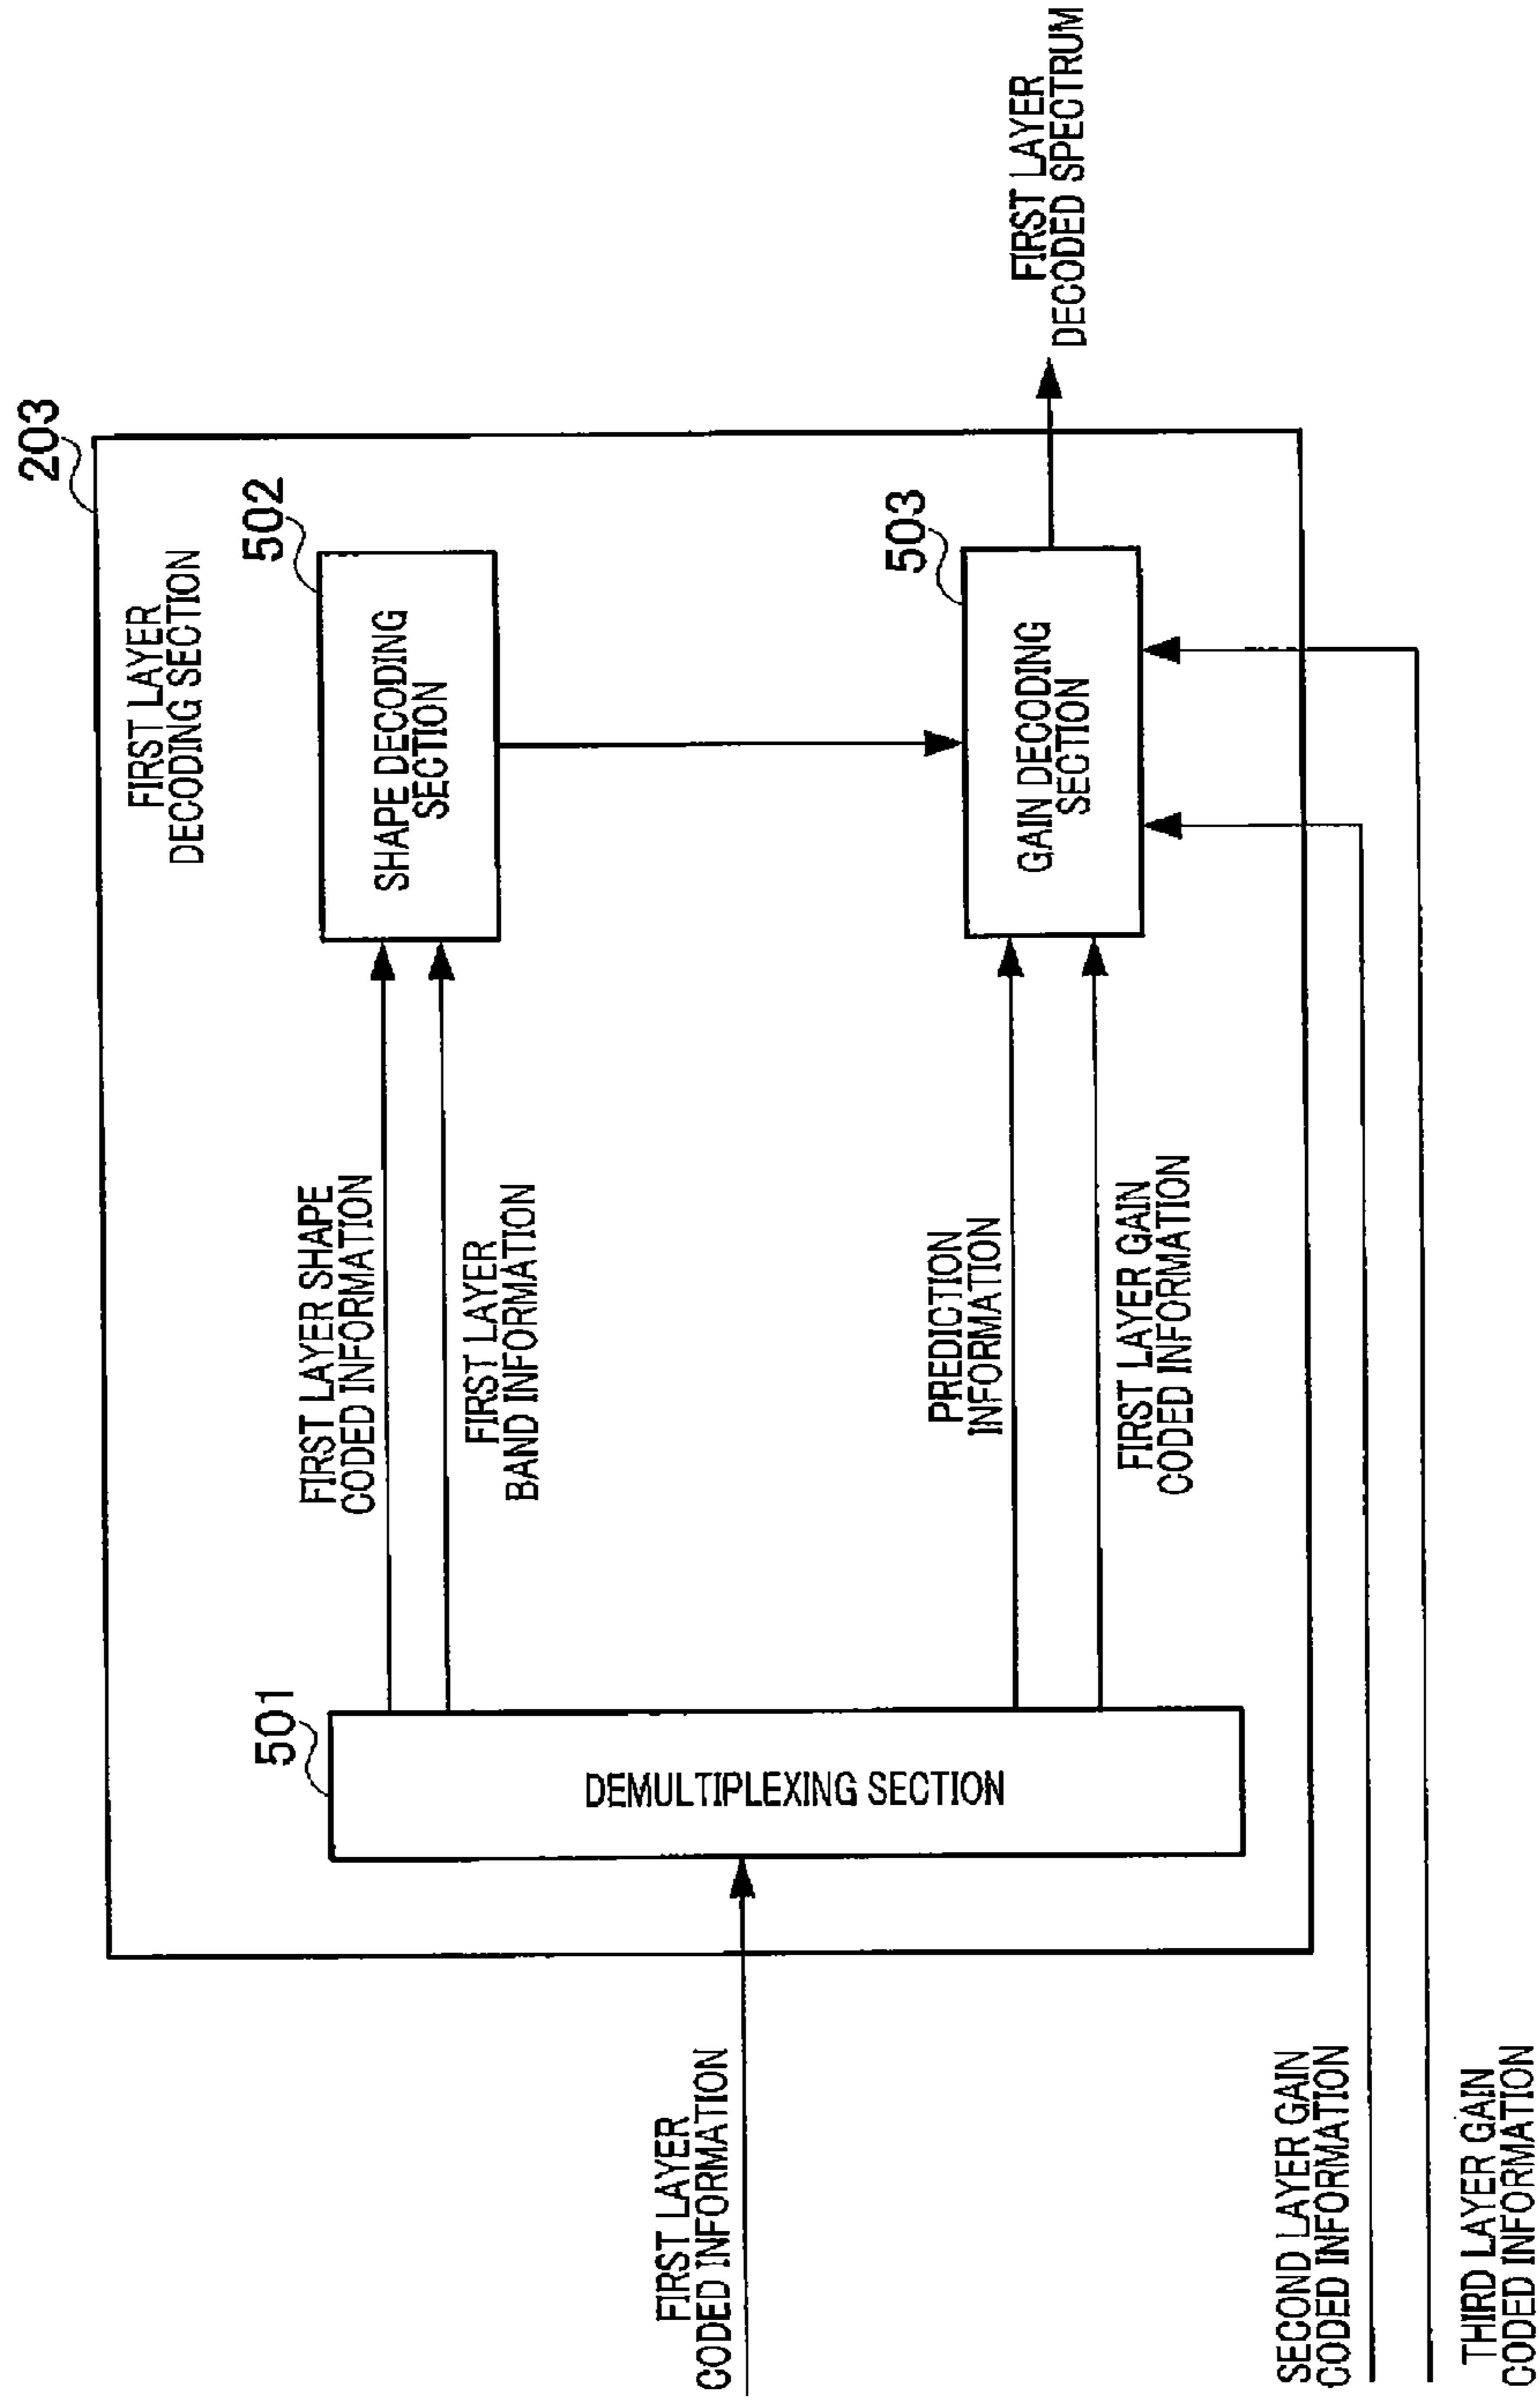 203
FIRST LAYER
DECODING SECTION
501
502
FIRST LAYER SHAPE
CODED INFORMATION
SHAPE DECODING
SECTION
FIRST LAYER
BAND INFORMATION
FIRST LAYER
CODED INFORMATION
DEMULTIPLEXING SECTION
503
PREDICTION
INFORMATION
GAIN DECODING
SECTION
FIRST LAYER
DECODED SPECTRUM
FIRST LAYER GAIN
CODED INFORMATION
SECOND LAYER GAIN
CODED INFORMATION
THIRD LAYER GAIN
CODED INFORMATION